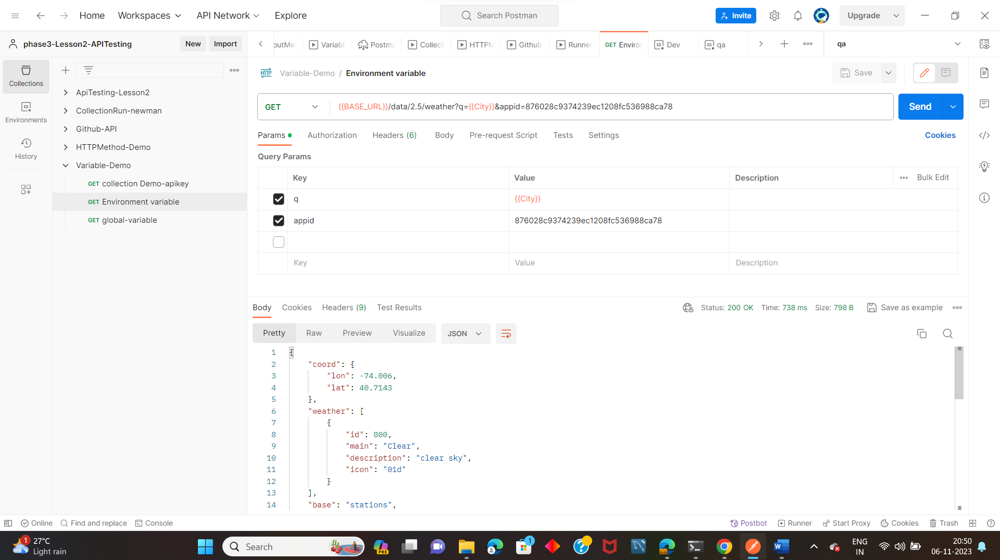 Home Workspaces API Network Explore Search Postman Invite Upgrade
phase3-Lesson2-APITesting New Import Variabl Postma Collect HTTPM Github Runner GET Enviro Dev qa qa
Collections
Environments
History
ApiTesting-Lesson2
CollectionRun-newman
Github-API
HTTPMethod-Demo
Variable-Demo
GET collection Demo-apikey
GET Environment variable
GET global-variable
HTTP Variable-Demo / Environment variable Save
GET {{BASE_URL}}/data/2.5/weather?q={{City}}&appid=876028c9374239ec1208fc536988ca78 Send
Params Authorization Headers (6) Body Pre-request Script Tests Settings Cookies
Query Params
Key Value Description Bulk Edit
q {{City}}
appid 876028c9374239ec1208fc536988ca78
Key Value Description
Body Cookies Headers (9) Test Results Status: 200 OK Time: 738 ms Size: 798 B Save as example
Pretty Raw Preview Visualize JSON
1 {
2 "coord": {
3 "lon": -74.006,
4 "lat": 40.7143
5 },
6 "weather": [
7 {
8 "id": 800,
9 "main": "Clear",
10 "description": "clear sky",
11 "icon": "01d"
12 }
13 ],
14 "base": "stations",
Online Find and replace Console Postbot Runner Start Proxy Cookies Trash
1 27°C
Light rain
Search
PRE
1
ENG
IN
20:50
06-11-2023